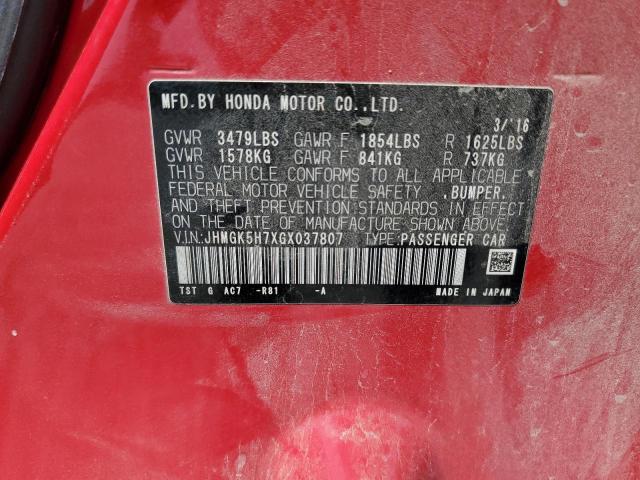 MFD.BY HONDA MOTOR CO.,LTD.
3/'16
GVWR 3479LBS GAWR F 1854LBS R 1625LBS
GVWR 1578KG GAWR F 841KG R 737KG
THIS VEHICLE CONFORMS TO ALL APPLICABLE
FEDERAL MOTOR VEHICLE SAFETY ,BUMPER,
AND THEFT PREVENTION STANDARDS IN EFFECT
ON THE DATE OF MANUFACTURE SHOWN ABOVE.
V.I.N:JHMGK5H7XGX037807 TYPE:PASSENGER CAR
TST G AC7 -R81 -A MADE IN JAPAN